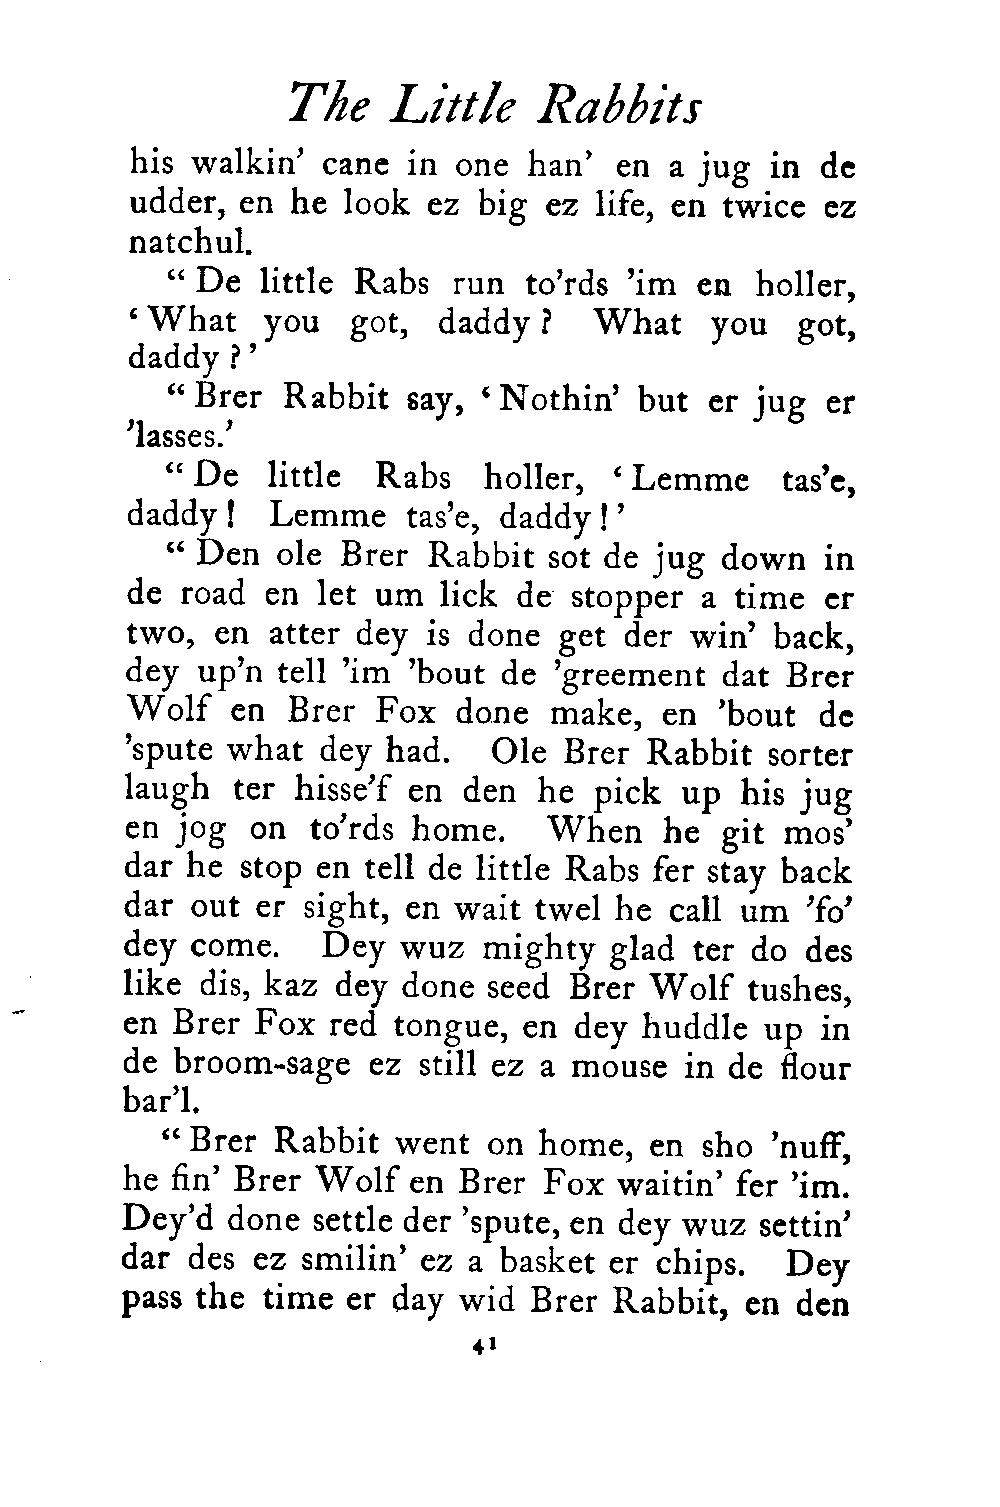 The Little Rabbits
his walkin' cane in one han' en a jug in de
udder, en he look ez big ez life, en twice ez
natchul.
“ De little Rabs run to'rds 'im en holler,
‘ What you got, daddy ? What you got,
daddy ? ’
“ Brer Rabbit say, ‘ Nothin' but er jug er
'lasses.’
“ De little Rabs holler, ‘ Lemme tas'e,
daddy ! Lemme tas'e, daddy ! ’
“ Den ole Brer Rabbit sot de jug down in
de road en let um lick de stopper a time er
two, en atter dey is done get der win' back,
dey up'n tell 'im 'bout de 'greement dat Brer
Wolf en Brer Fox done make, en 'bout de
'spute what dey had. Ole Brer Rabbit sorter
laugh ter hisse'f en den he pick up his jug
en jog on to'rds home. When he git mos'
dar he stop en tell de little Rabs fer stay back
dar out er sight, en wait twel he call um 'fo'
dey come. Dey wuz mighty glad ter do des
like dis, kaz dey done seed Brer Wolf tushes,
en Brer Fox red tongue, en dey huddle up in
de broom-sage ez still ez a mouse in de flour
bar'l.
“ Brer Rabbit went on home, en sho 'nuff,
he fin' Brer Wolf en Brer Fox waitin' fer 'im.
Dey'd done settle der 'spute, en dey wuz settin'
dar des ez smilin' ez a basket er chips. Dey
pass the time er day wid Brer Rabbit, en den
41